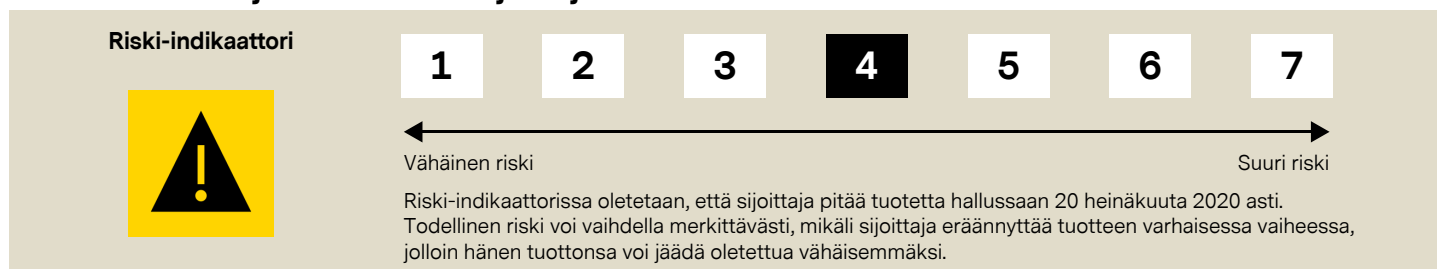 Riski-indikaattori
1 2 3 4 5 6 7
Vähäinen riski Suuri riski
Riski-indikaattorissa oletetaan, että sijoittaja pitää tuotetta hallussaan 20 heinäkuuta 2020 asti.
Todellinen riski voi vaihdella merkittävästi, mikäli sijoittaja eräännyttää tuotteen varhaisessa vaiheessa,
jolloin hänen tuottonsa voi jäädä oletettua vähäisemmäksi.